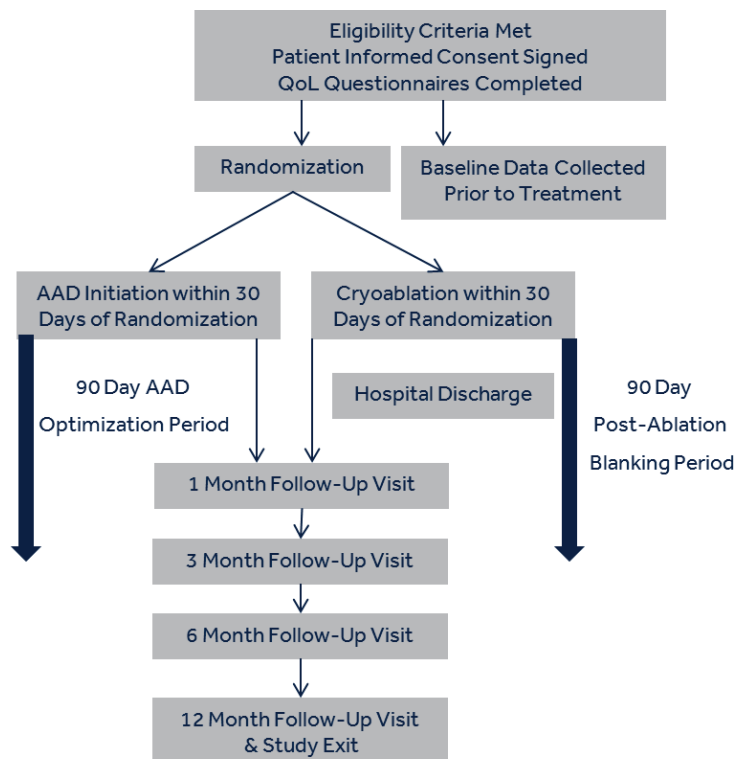 Eligibility Criteria Met
Patient Informed Consent Signed
QoL Questionnaires Completed
Randomization
Baseline Data Collected
Prior to Treatment
AAD Initiation within 30
Days of Randomization
Cryoablation within 30
Days of Randomization
90 Day AAD
Optimization Period
Hospital Discharge
90 Day
Post-Ablation
Blanking Period
1 Month Follow-Up Visit
3 Month Follow-Up Visit
6 Month Follow-Up Visit
12 Month Follow-Up Visit
& Study Exit